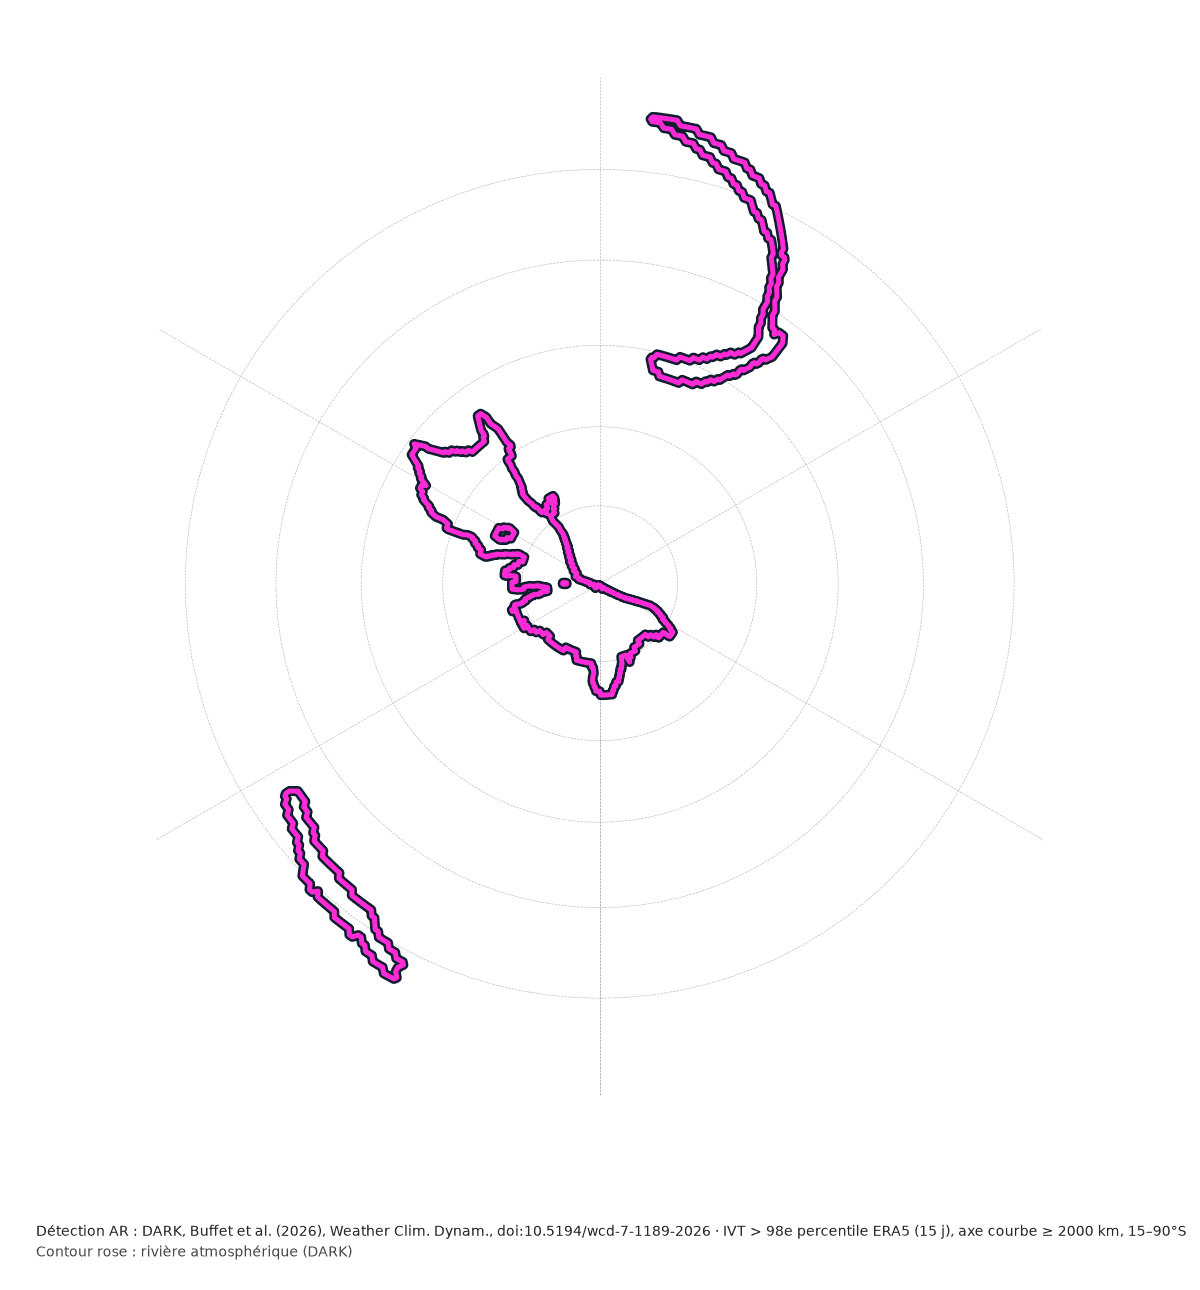 Détection AR : DARK, Buffet et al. (2026), Weather Clim. Dynam., doi:10.5194/wcd-7-1189-2026 · IVT > 98e percentile ERA5 (15 j), axe courbe ≥ 2000 km, 15–90°S
Contour rose : rivière atmosphérique (DARK)